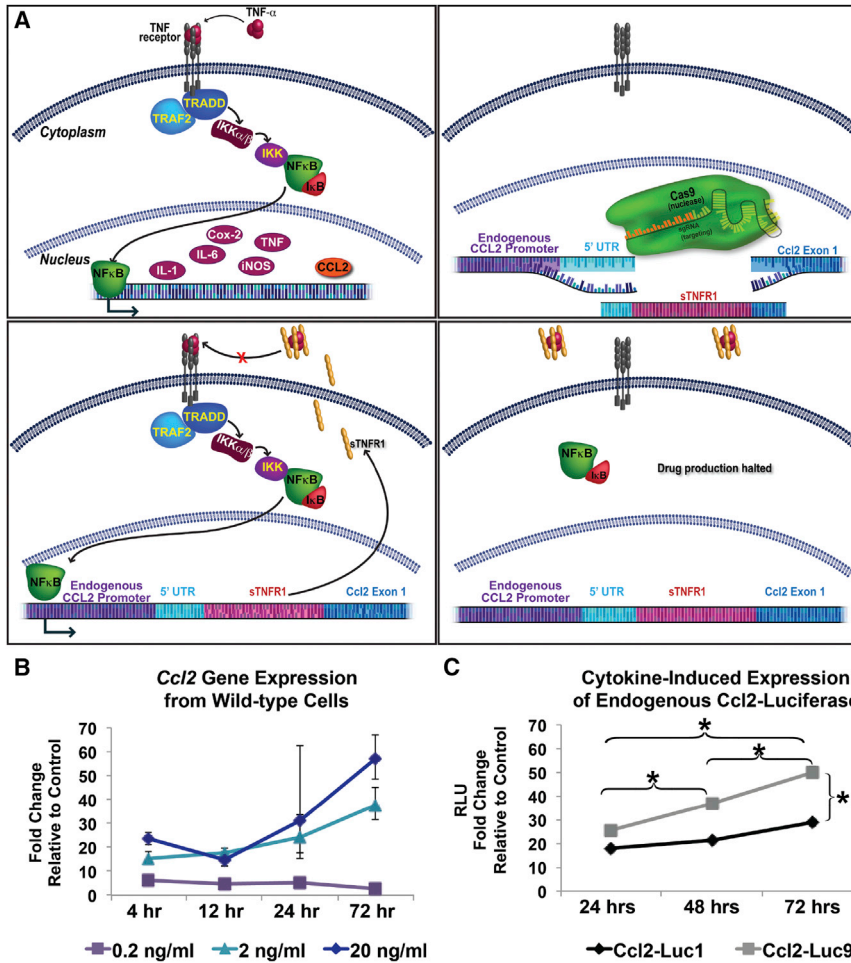 A
TNF
receptor
TNF-α
TRADD
TRAF2
Cytoplasm
IKKα/β
IKK
NFκB
IκB
Cox-2
TNF
IL-6
Nucleus
NFκB
IL-1
iNOS
CCL2
Cas9
(nuclease)
sgRNA
(targeting)
Endogenous
CCL2 Promoter
5' UTR
Ccl2 Exon 1
sTNFR1
X
TRADD
TRAF2
IKKα/β
sTNFR1
IKK
NFκB
IκB
NFκB
Endogenous
CCL2 Promoter
5' UTR
sTNFR1
Ccl2 Exon 1
NFκB
IκB
Drug production halted
Endogenous
CCL2 Promoter
5' UTR
sTNFR1
Ccl2 Exon 1
B
Ccl2 Gene Expression
from Wild-type Cells
Fold Change
Relative to Control
70
60
50
40
30
20
10
0
4 hr 12 hr 24 hr 72 hr
0.2 ng/ml 2 ng/ml 20 ng/ml
C
Cytokine-Induced Expression
of Endogenous Ccl2-Luciferase
RLU
Fold Change
Relative to Control
70
60
50
40
30
20
10
0
*
*
*
*
24 hrs 48 hrs 72 hrs
Ccl2-Luc1 Ccl2-Luc9